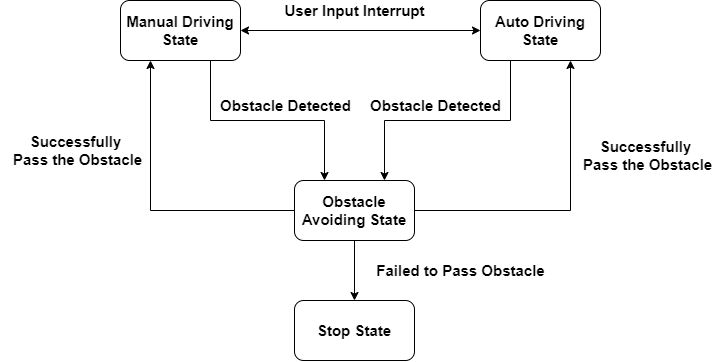 User Input Interrupt
Manual Driving
State
Auto Driving
State
Obstacle Detected
Obstacle Detected
Successfully
Pass the Obstacle
Successfully
Pass the Obstacle
Obstacle
Avoiding State
Failed to Pass Obstacle
Stop State